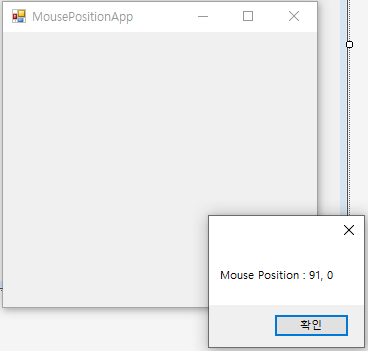 MousePositionApp
Mouse Position : 91, 0
확인